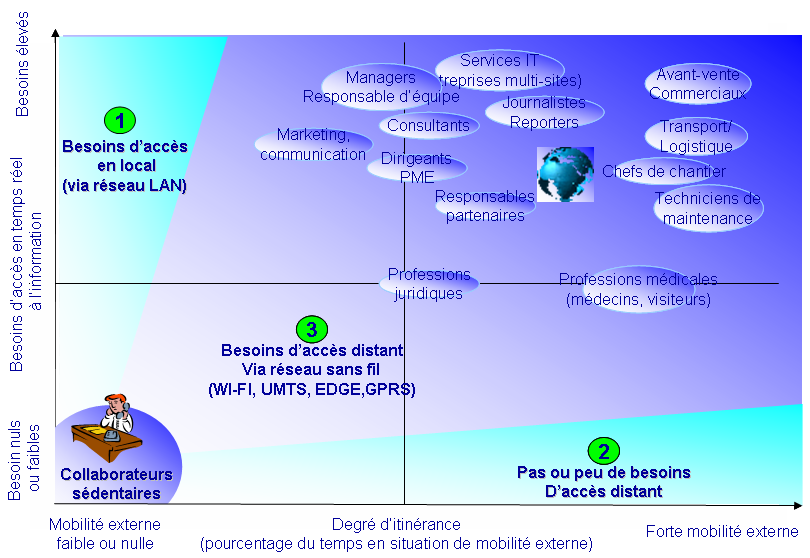 Besoins élevés
Besoins d'accès en temps réel
à l'information
Besoin nuls
ou faibles
1
Besoins d'accès
en local
(via réseau LAN)
Managers
Responsable d'équipe
Services IT
treprises multi-sites)
Avant-vente
Commerciaux
Journalistes
Reporters
Consultants
Marketing,
communication
Transport/
Logistique
Dirigeants
PME
Chefs de chantier
Responsables
partenaires
Techniciens de
maintenance
Professions
juridiques
Professions médicales
(médecins, visiteurs)
3
Besoins d'accès distant
Via réseau sans fil
(WI-FI, UMTS, EDGE,GPRS)
2
Pas ou peu de besoins
D'accès distant
Collaborateurs
sédentaires
Mobilité externe
faible ou nulle
Degré d'itinérance
(pourcentage du temps en situation de mobilité externe)
Forte mobilité externe